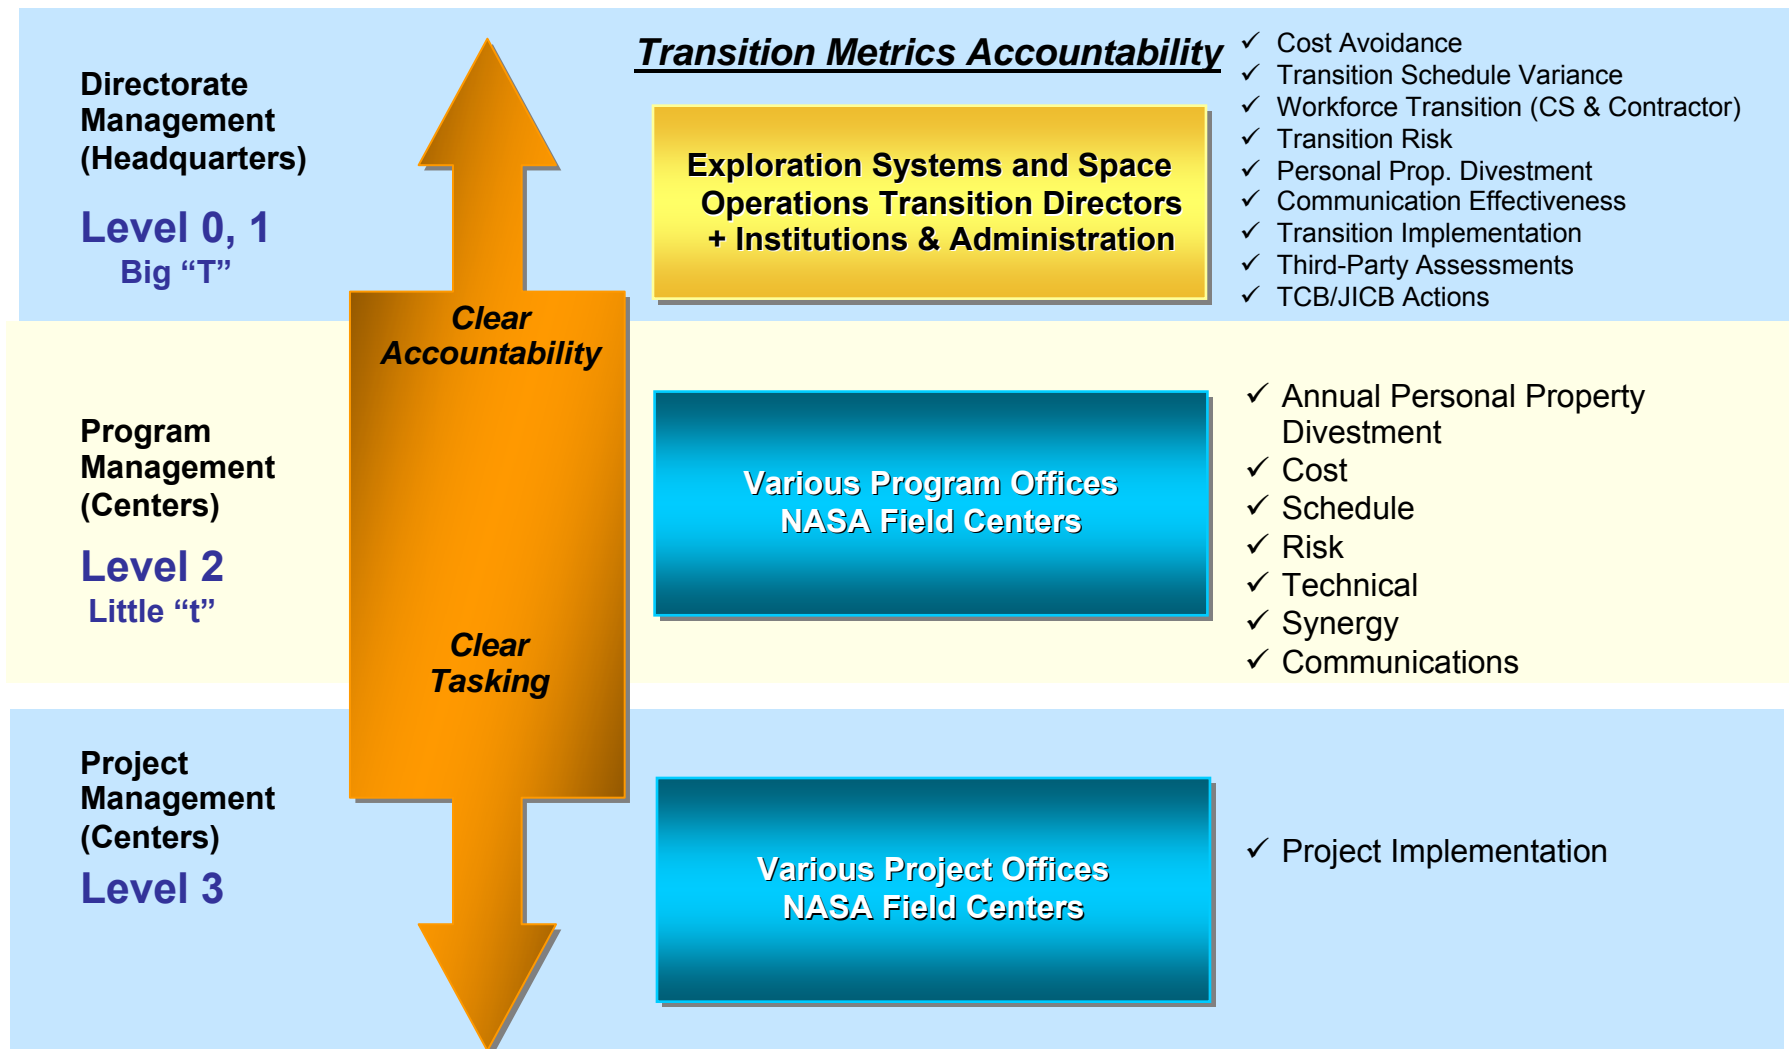 Transition Metrics Accountability
Directorate
Management
(Headquarters)
Level 0, 1
Big “T”
Clear
Accountability
Exploration Systems and Space
Operations Transition Directors
+ Institutions & Administration
✓ Cost Avoidance
✓ Transition Schedule Variance
✓ Workforce Transition (CS & Contractor)
✓ Transition Risk
✓ Personal Prop. Divestment
✓ Communication Effectiveness
✓ Transition Implementation
✓ Third-Party Assessments
✓ TCB/JICB Actions
Program
Management
(Centers)
Level 2
Little “t”
Clear
Tasking
Various Program Offices
NASA Field Centers
✓ Annual Personal Property
Divestment
✓ Cost
✓ Schedule
✓ Risk
✓ Technical
✓ Synergy
✓ Communications
Project
Management
(Centers)
Level 3
Various Project Offices
NASA Field Centers
✓ Project Implementation